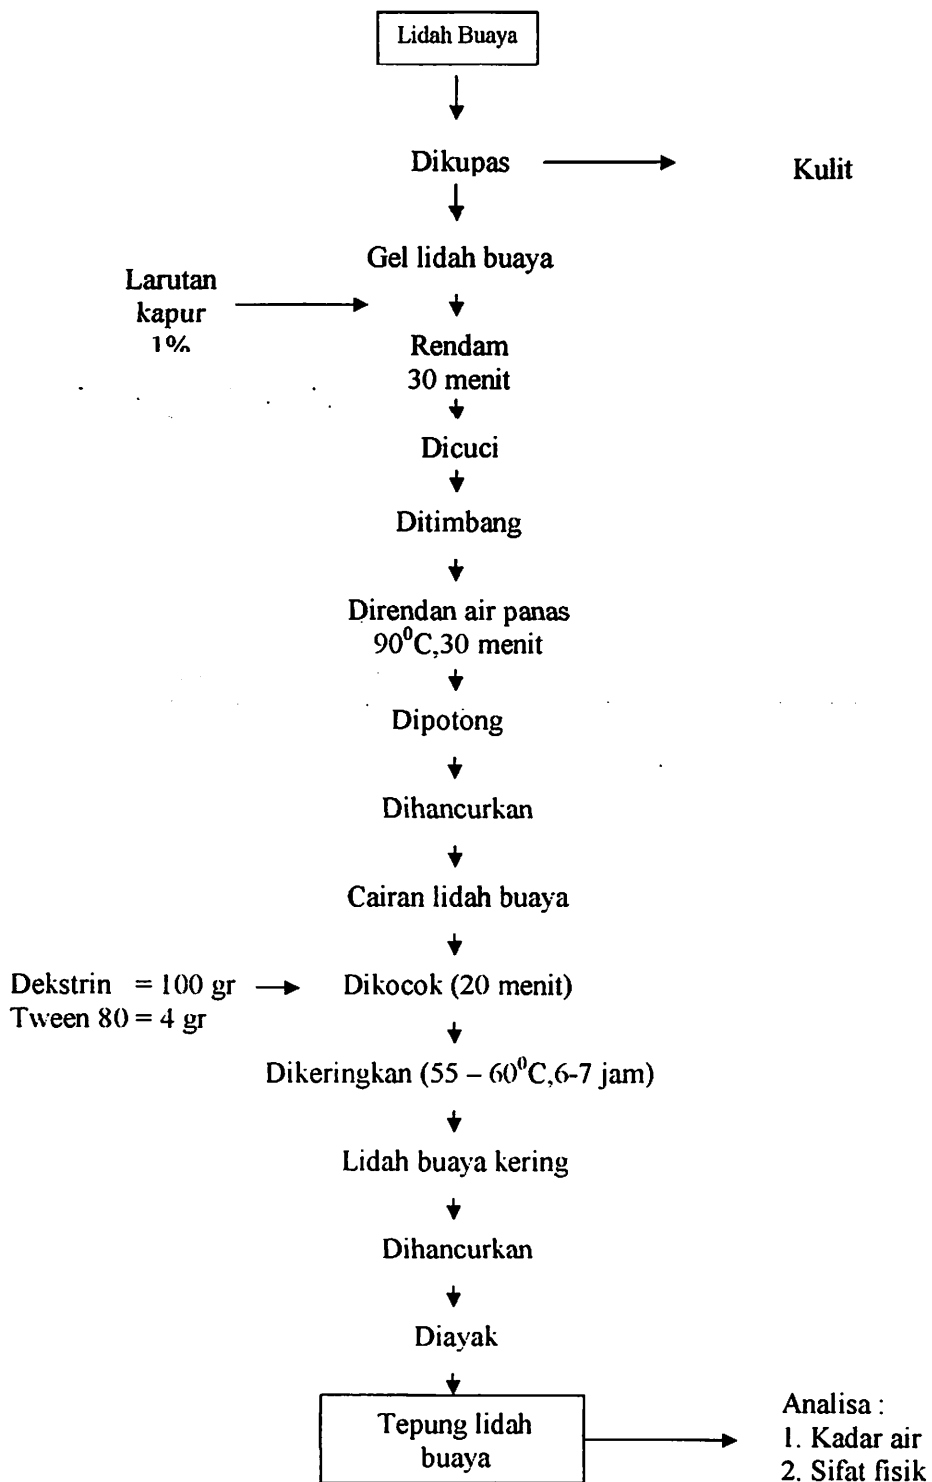 Lidah Buaya
Dikupas
Kulit
Gel lidah buaya
Larutan
kapur
1%
Rendam
30 menit
Dicuci
Ditimbang
Direndan air panas
90⁰C,30 menit
Dipotong
Dihancurkan
Cairan lidah buaya
Dekstrin = 100 gr
Tween 80 = 4 gr
Dikocok (20 menit)
Dikeringkan (55 – 60⁰C,6-7 jam)
Lidah buaya kering
Dihancurkan
Diayak
Tepung lidah
buaya
Analisa :
1. Kadar air
2. Sifat fisik